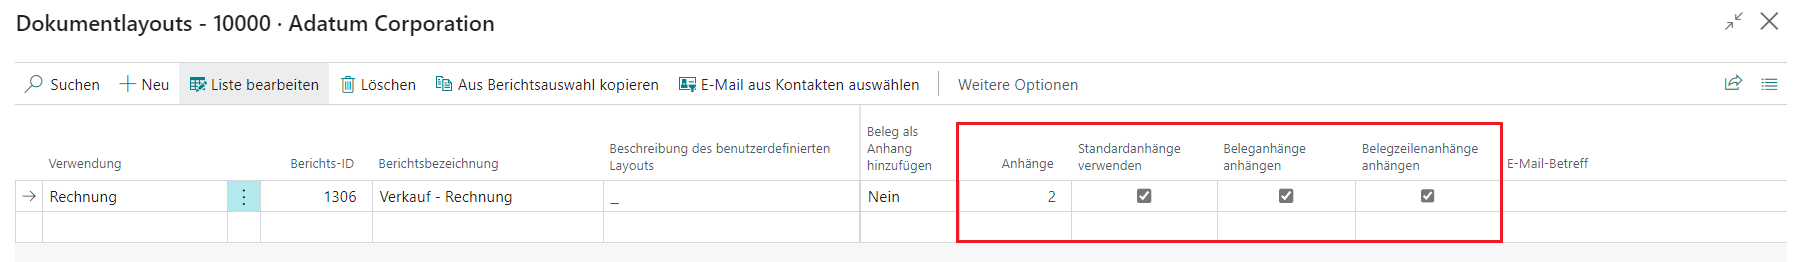 Dokumentlayouts - 10000 · Adatum Corporation
Suchen Neu Liste bearbeiten Löschen Aus Berichtsauswahl kopieren E-Mail aus Kontakten auswählen Weitere Optionen
Verwendung Berichts-ID Berichtsbezeichnung Beschreibung des benutzerdefinierten
Layouts
Beleg als
Anhang
hinzufügen
Anhänge
Standardanhänge
verwenden
Beleganhänge
anhängen
Belegzeilenanhänge
anhängen
E-Mail-Betreff
Rechnung 1306 Verkauf - Rechnung _ Nein 2